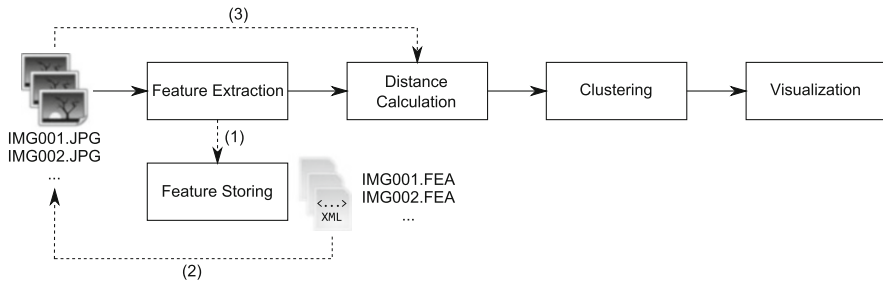 (3)
Feature Extraction
Distance
Calculation
Clustering
Visualization
IMG001.JPG
IMG002.JPG
...
(1)
Feature Storing
<...>
XML
IMG001.FEA
IMG002.FEA
...
(2)